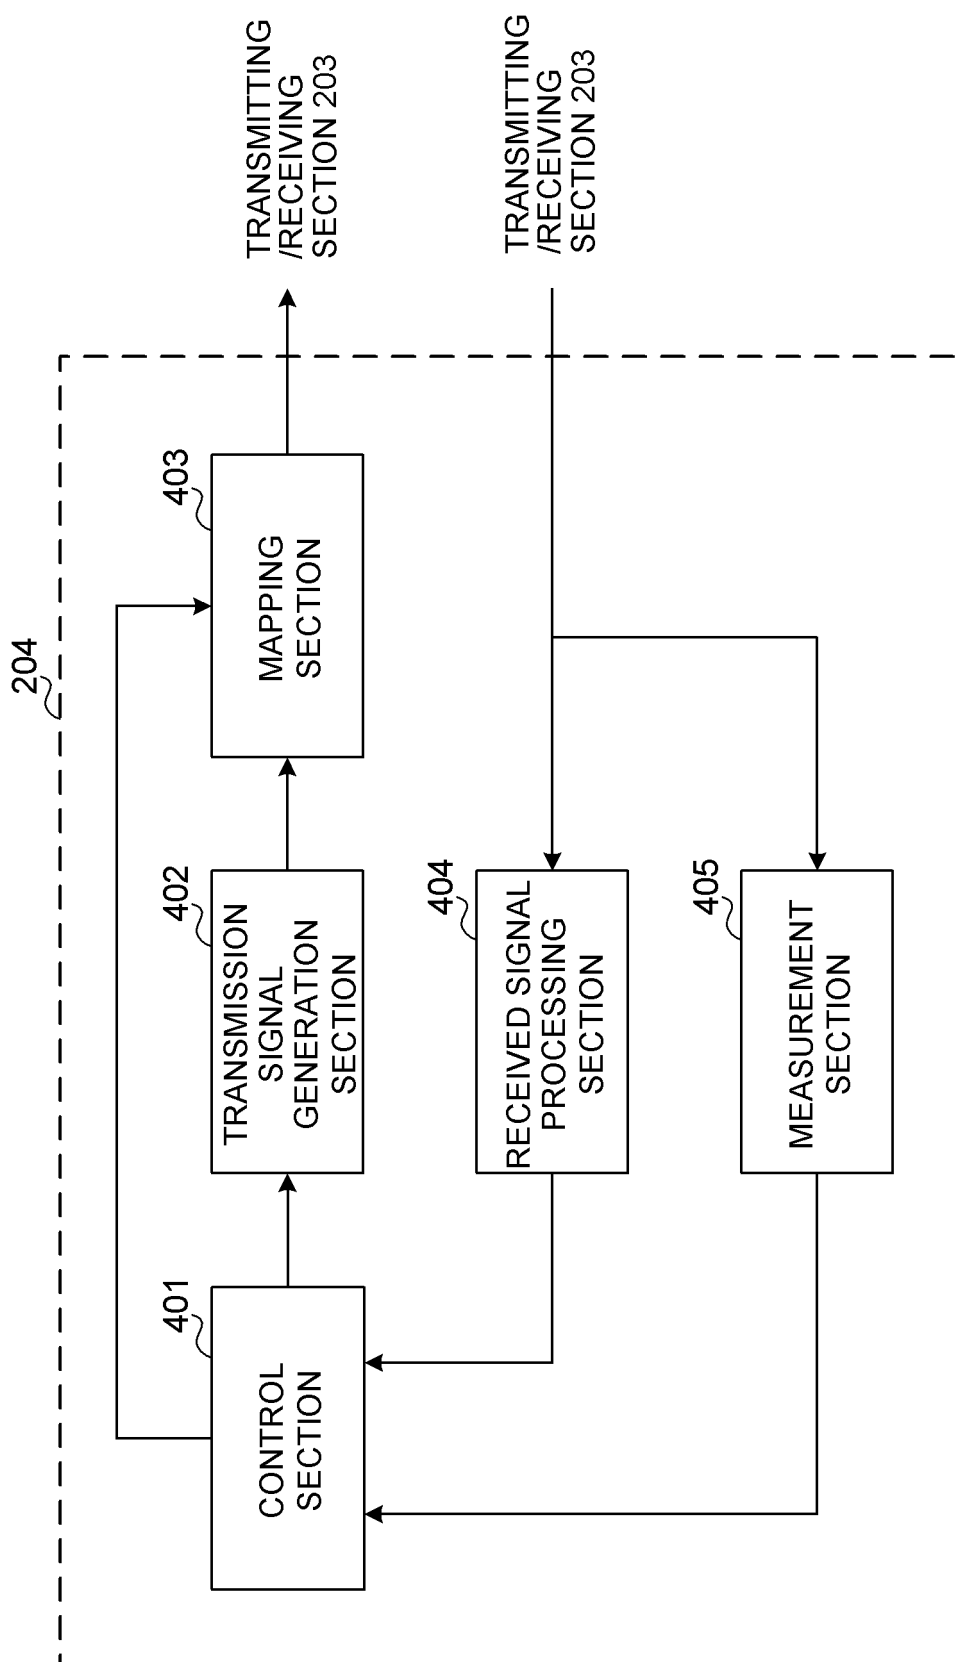 204
401
CONTROL
SECTION
402
TRANSMISSION
SIGNAL
GENERATION
SECTION
403
MAPPING
SECTION
TRANSMITTING
/RECEIVING
SECTION 203
404
RECEIVED SIGNAL
PROCESSING
SECTION
TRANSMITTING
/RECEIVING
SECTION 203
405
MEASUREMENT
SECTION